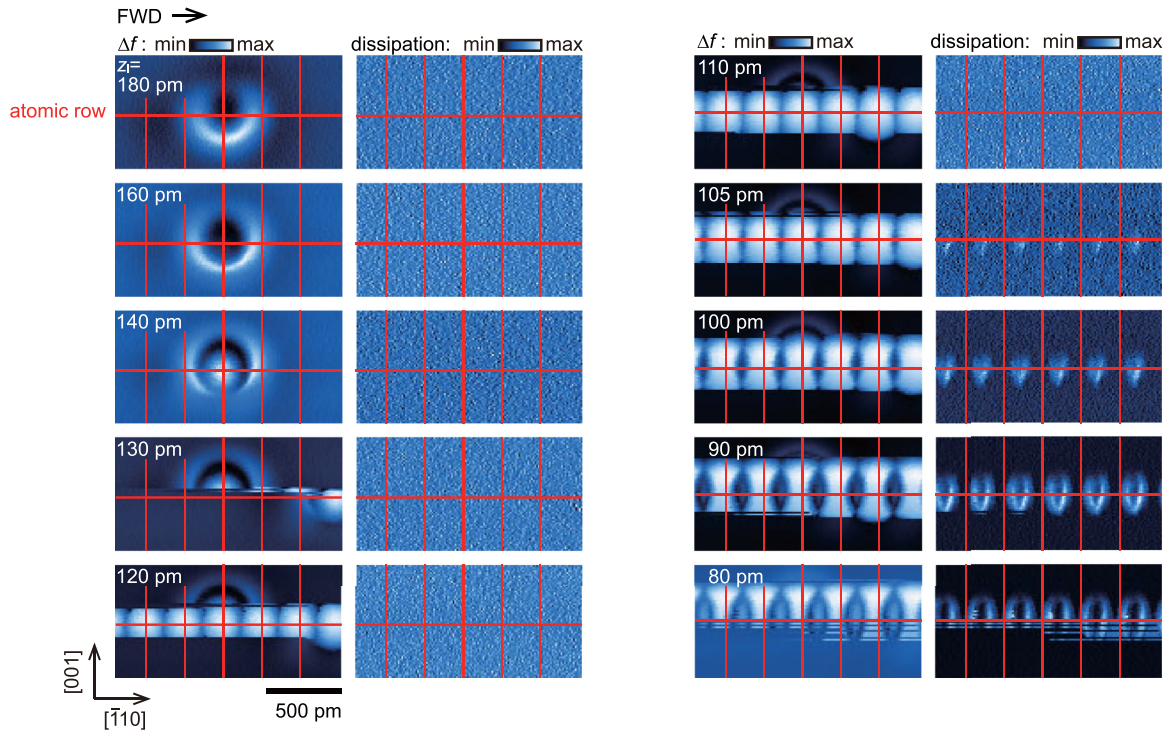 FWD
Δf : min max dissipation: min max
z_I=
180 pm
atomic row
160 pm
140 pm
130 pm
120 pm
[001]
[1̄10]
500 pm
Δf : min max dissipation: min max
110 pm
105 pm
100 pm
90 pm
80 pm